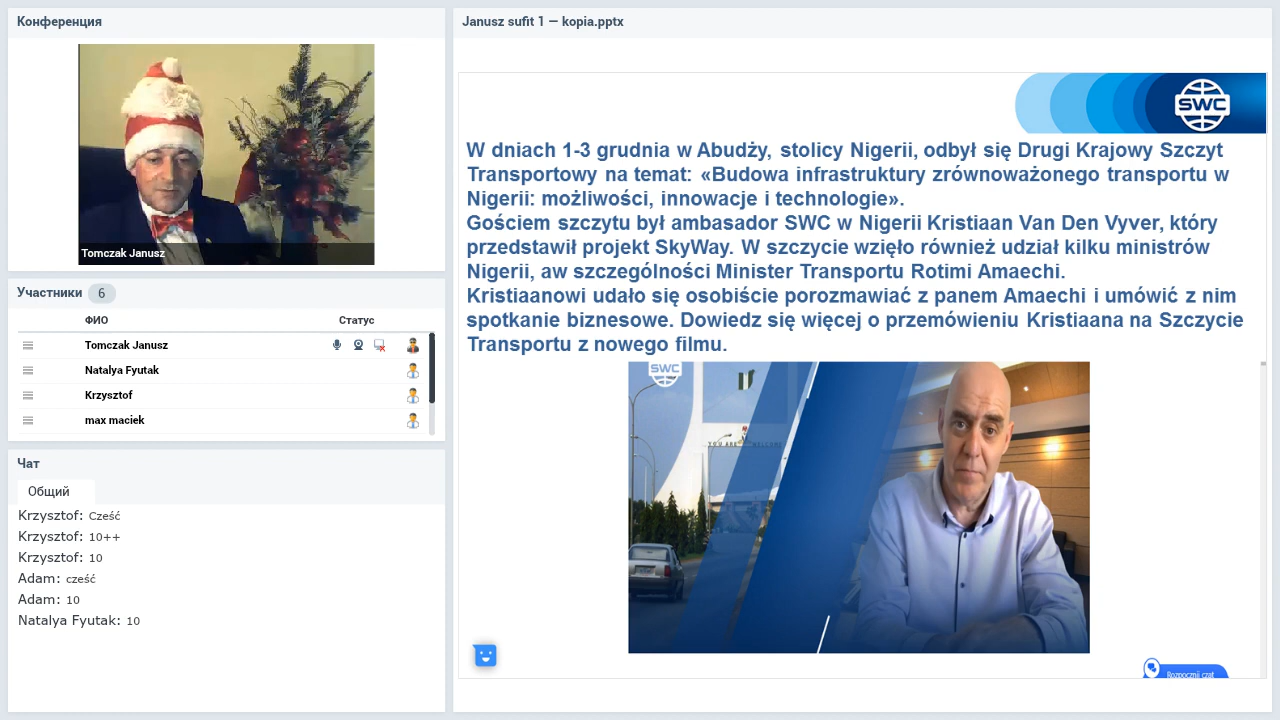 Конференция
Tomczak Janusz
Участники 6
ФИО Статус
Tomczak Janusz
Natalya Fyutak
Krzysztof
max maciek
Чат
Общий
Krzysztof: Cześć
Krzysztof: 10++
Krzysztof: 10
Adam: cześć
Adam: 10
Natalya Fyutak: 10
Janusz sufit 1 — kopia.pptx
SWC
W dniach 1-3 grudnia w Abudży, stolicy Nigerii, odbył się Drugi Krajowy Szczyt
Transportowy na temat: «Budowa infrastruktury zrównoważonego transportu w
Nigerii: możliwości, innowacje i technologie».
Gościem szczytu był ambasador SWC w Nigerii Kristiaan Van Den Vyver, który
przedstawił projekt SkyWay. W szczycie wzięło również udział kilku ministrów
Nigerii, aw szczególności Minister Transportu Rotimi Amaechi.
Kristiaanowi udało się osobiście porozmawiać z panem Amaechi i umówić z nim
spotkanie biznesowe. Dowiedz się więcej o przemówieniu Kristiaana na Szczycie
Transportu z nowego filmu.
SWC
YOU ARE WELCOME
Rozpocznij czat